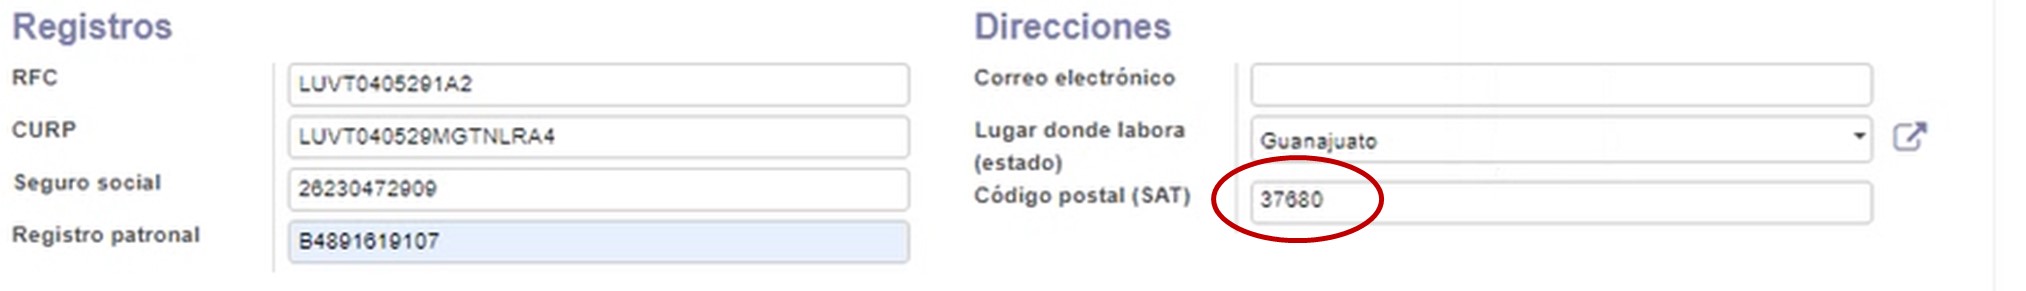 Registros
RFC
LUVT0405291A2
CURP
LUVT040529MGTNLRA4
Seguro social
26230472909
Registro patronal
B4891619107
Direcciones
Correo electrónico
Lugar donde labora
(estado)
Guanajuato
Código postal (SAT)
37680